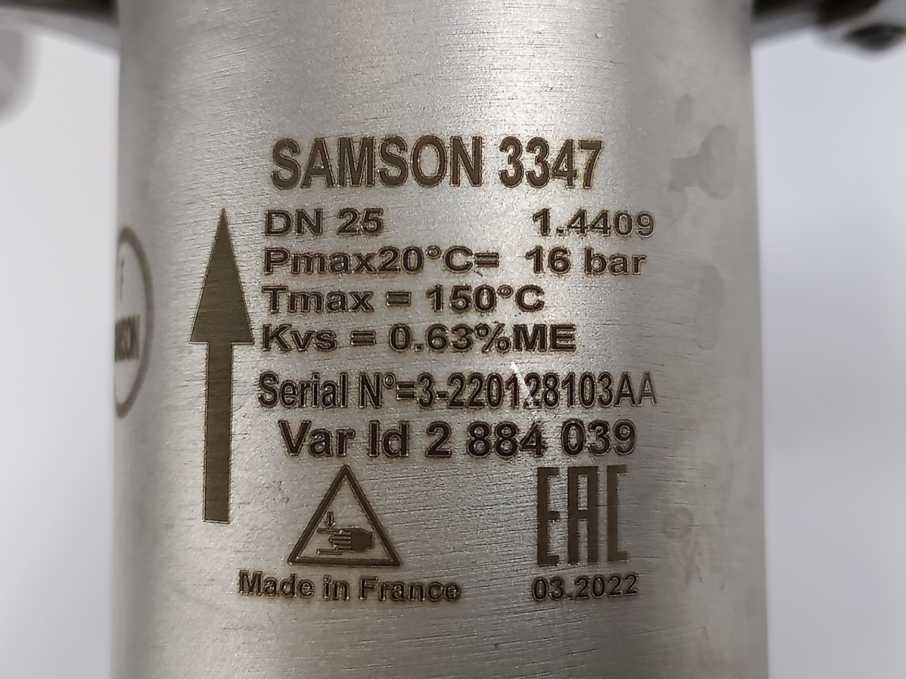 SAMSON 3347
DN 25 1.4409
Pmax20°C= 16 bar
Tmax = 150°C
Kvs = 0.63%ME
Serial N°=3-220128103AA
Var Id 2 884 039
EAC
Made in France 03.2022
F